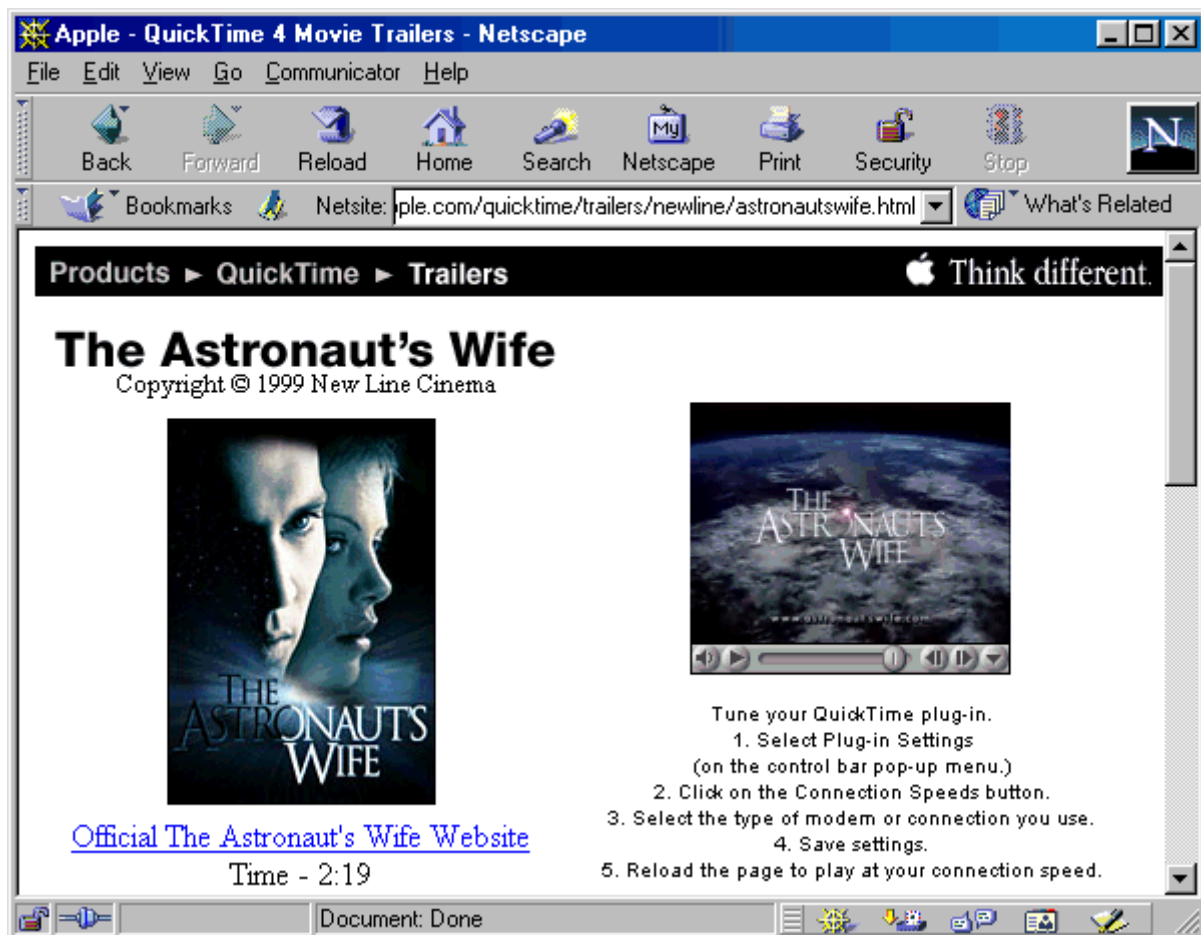 Apple - QuickTime 4 Movie Trailers - Netscape
File Edit View Go Communicator Help
Back Forward Reload Home Search Netscape Print Security Stop
My
N
Bookmarks Netsite: ple.com/quicktime/trailers/newline/astronautswife.html What's Related
Products ► QuickTime ► Trailers Think different.
The Astronaut's Wife
Copyright © 1999 New Line Cinema
THE
ASTRONAUT'S
WIFE
Official The Astronaut's Wife Website
Time - 2:19
THE
ASTRONAUTS
WIFE
www.astronautswife.com
Tune your QuickTime plug-in.
1. Select Plug-in Settings
(on the control bar pop-up menu.)
2. Click on the Connection Speeds button.
3. Select the type of modem or connection you use.
4. Save settings.
5. Reload the page to play at your connection speed.
Document: Done